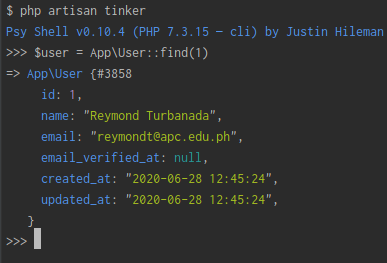 $ php artisan tinker
Psy Shell v0.10.4 (PHP 7.3.15 — cli) by Justin Hileman
>>> $user = App\User::find(1)
=> App\User {#3858
id: 1,
name: "Reymond Turbanada",
email: "reymondt@apc.edu.ph",
email_verified_at: null,
created_at: "2020-06-28 12:45:24",
updated_at: "2020-06-28 12:45:24",
}
>>>